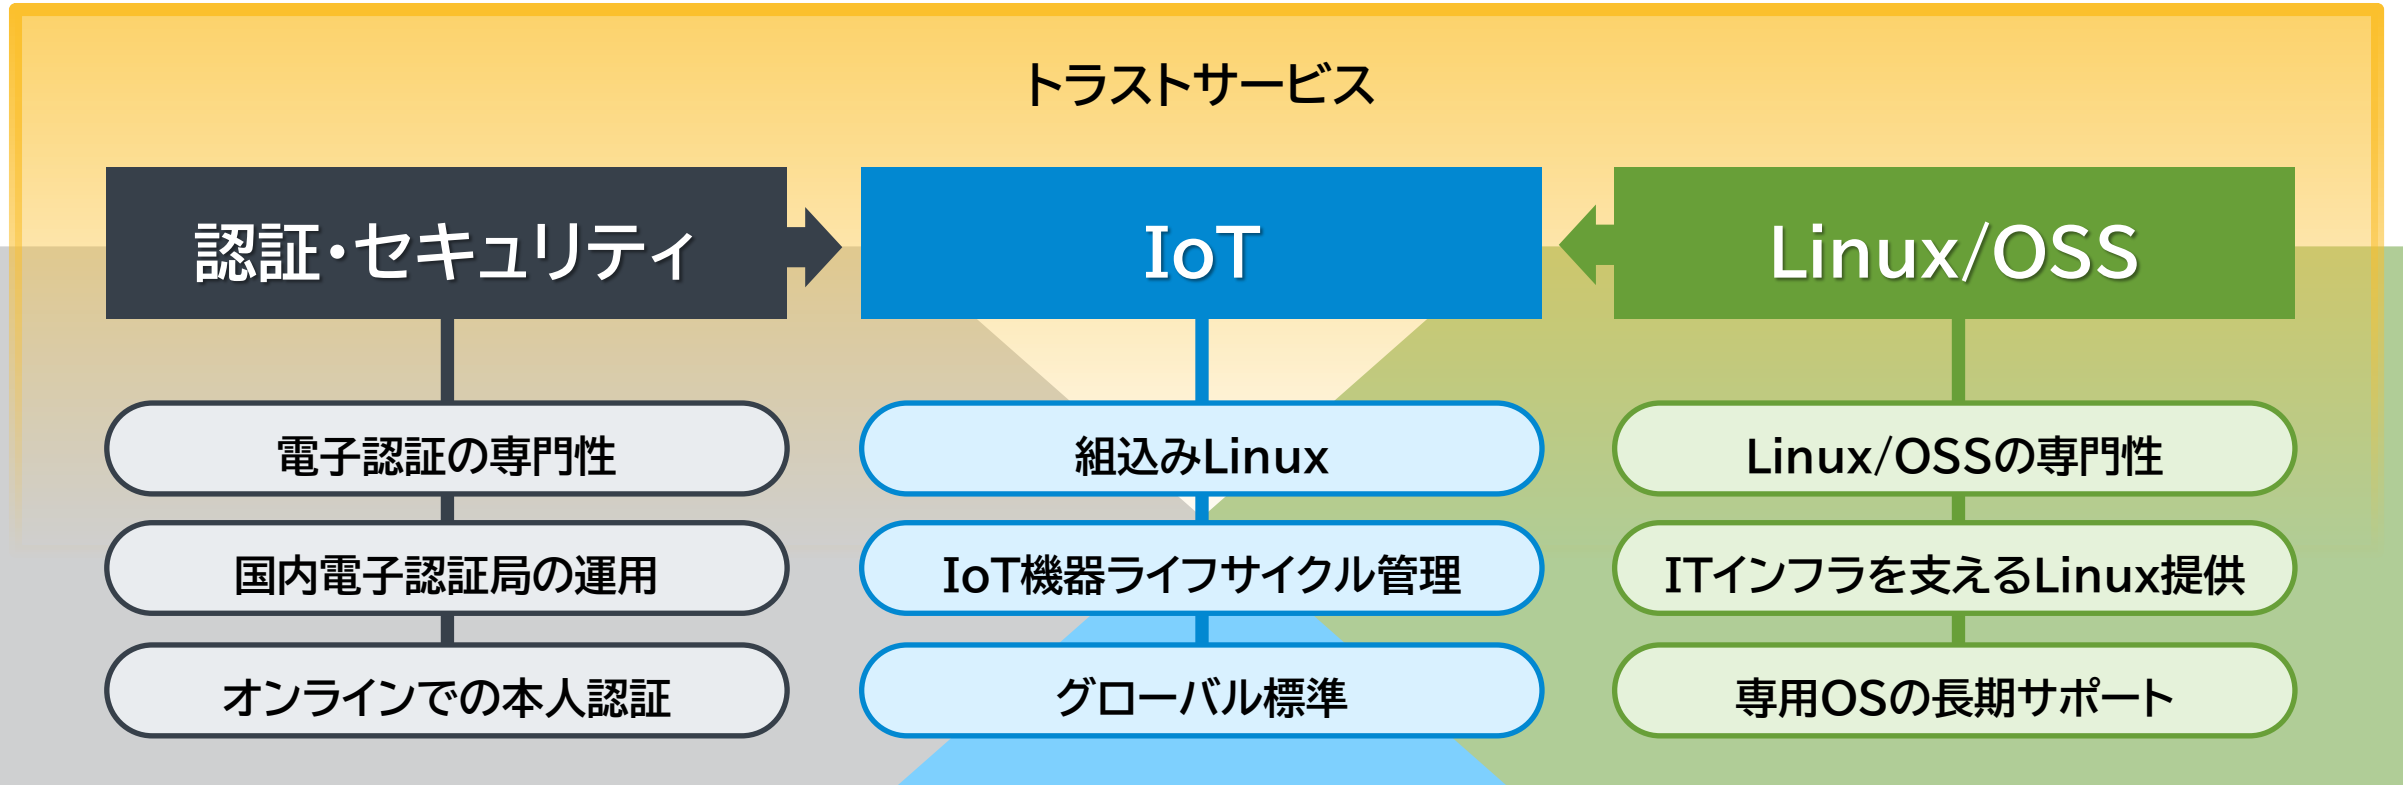 トラストサービス
認証・セキュリティ
電子認証の専門性
国内電子認証局の運用
オンラインでの本人認証
IoT
組込みLinux
IoT機器ライフサイクル管理
グローバル標準
Linux/OSS
Linux/OSSの専門性
ITインフラを支えるLinux提供
専用OSの長期サポート